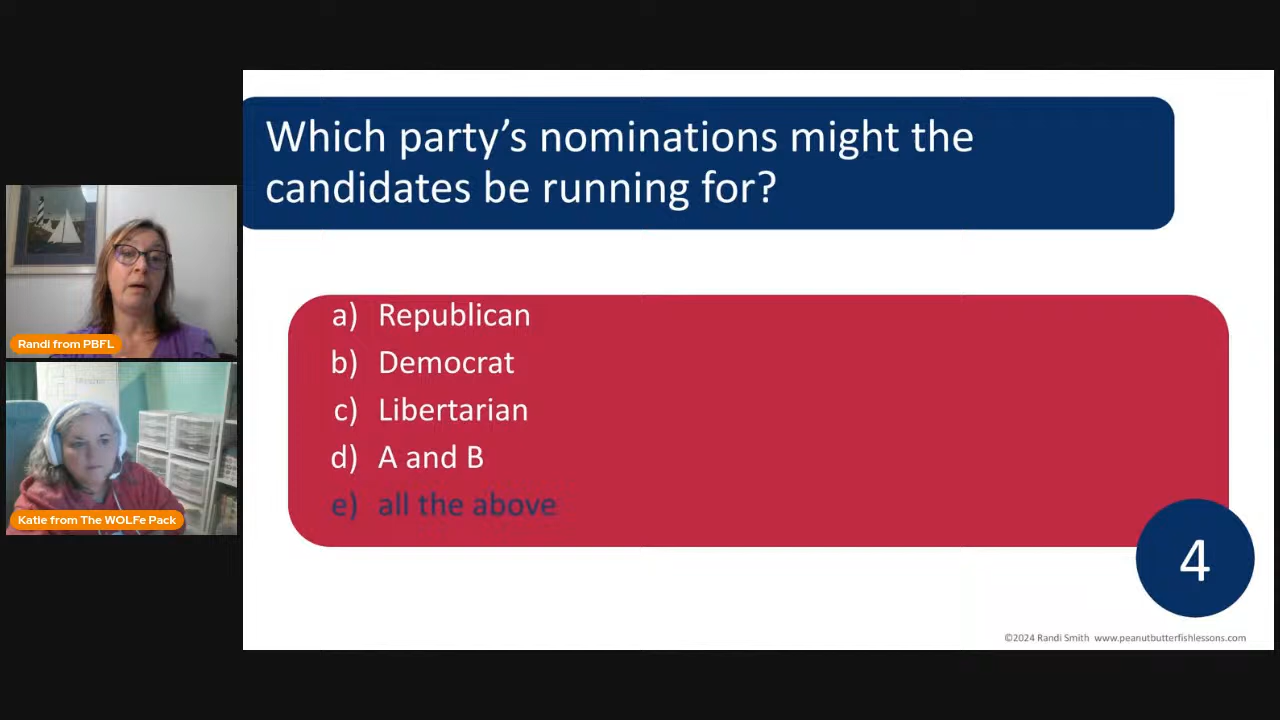 Which party's nominations might the
candidates be running for?
a) Republican
b) Democrat
c) Libertarian
d) A and B
e) all the above
4
©2024 Randi Smith www.peanutbutterfishlessons.com
Randi from PBFL
Katie from The WOLFe Pack